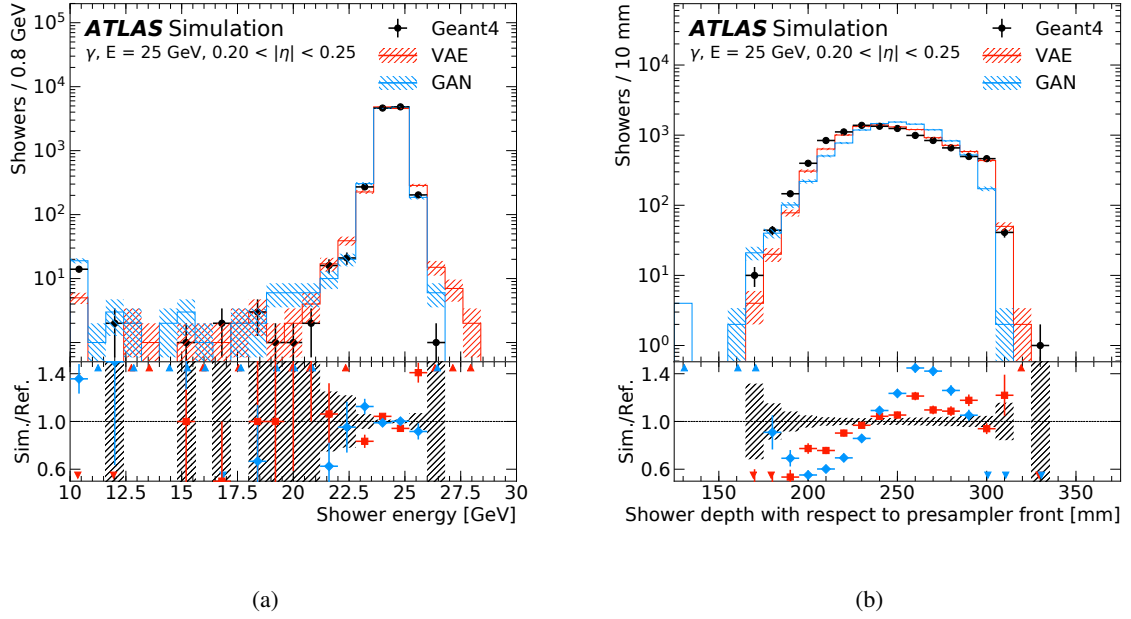 ATLAS Simulation
γ, E = 25 GeV, 0.20 < |η| < 0.25
Geant4
VAE
GAN
Showers / 0.8 GeV
10⁵
10⁴
10³
10²
10¹
Sim./Ref.
1.4
1.0
0.6
10 12.5 15 17.5 20 22.5 25 27.5 30
Shower energy [GeV]
(a)
ATLAS Simulation
γ, E = 25 GeV, 0.20 < |η| < 0.25
Geant4
VAE
GAN
Showers / 10 mm
10⁴
10³
10²
10¹
10⁰
Sim./Ref.
1.4
1.0
0.6
150 200 250 300 350
Shower depth with respect to presampler front [mm]
(b)